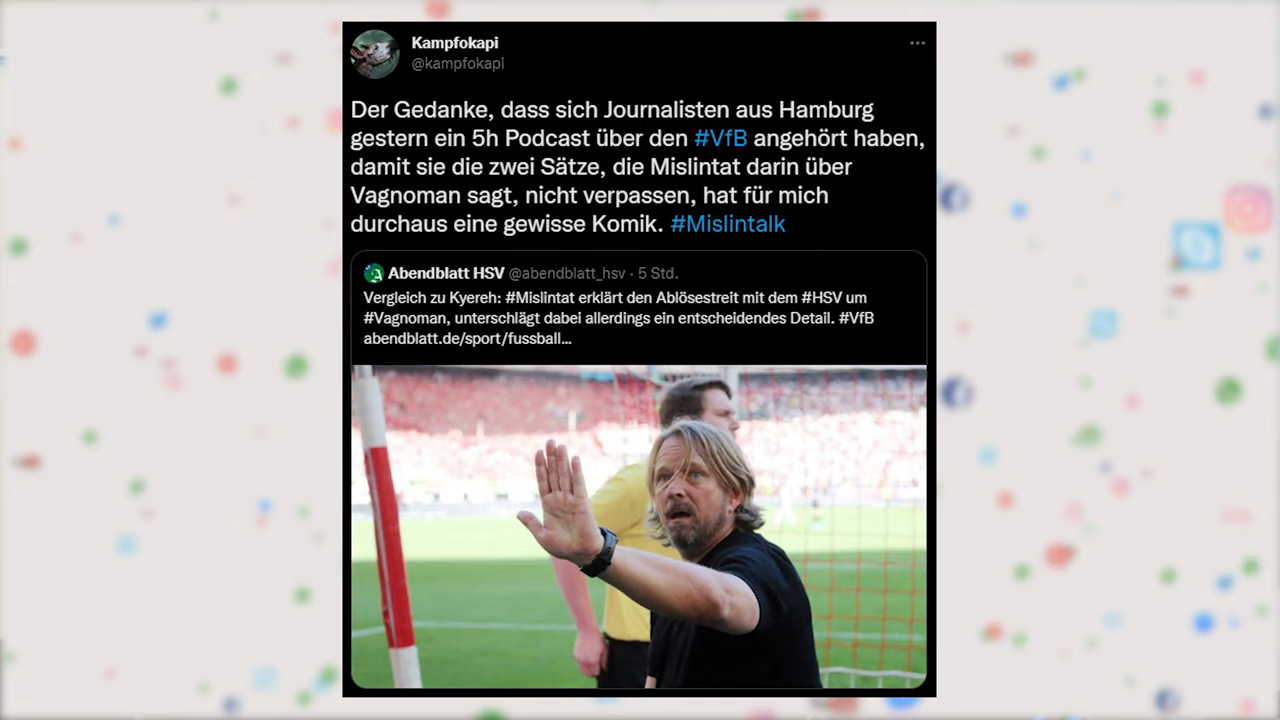 Kampfokapi
@kampfokapi
Der Gedanke, dass sich Journalisten aus Hamburg
gestern ein 5h Podcast über den #VfB angehört haben,
damit sie die zwei Sätze, die Mislintat darin über
Vagnoman sagt, nicht verpassen, hat für mich
durchaus eine gewisse Komik. #Mislintalk
Abendblatt HSV @abendblatt_hsv · 5 Std.
Vergleich zu Kyereh: #Mislintat erklärt den Ablösestreit mit dem #HSV um
#Vagnoman, unterschlägt dabei allerdings ein entscheidendes Detail. #VfB
abendblatt.de/sport/fussball...